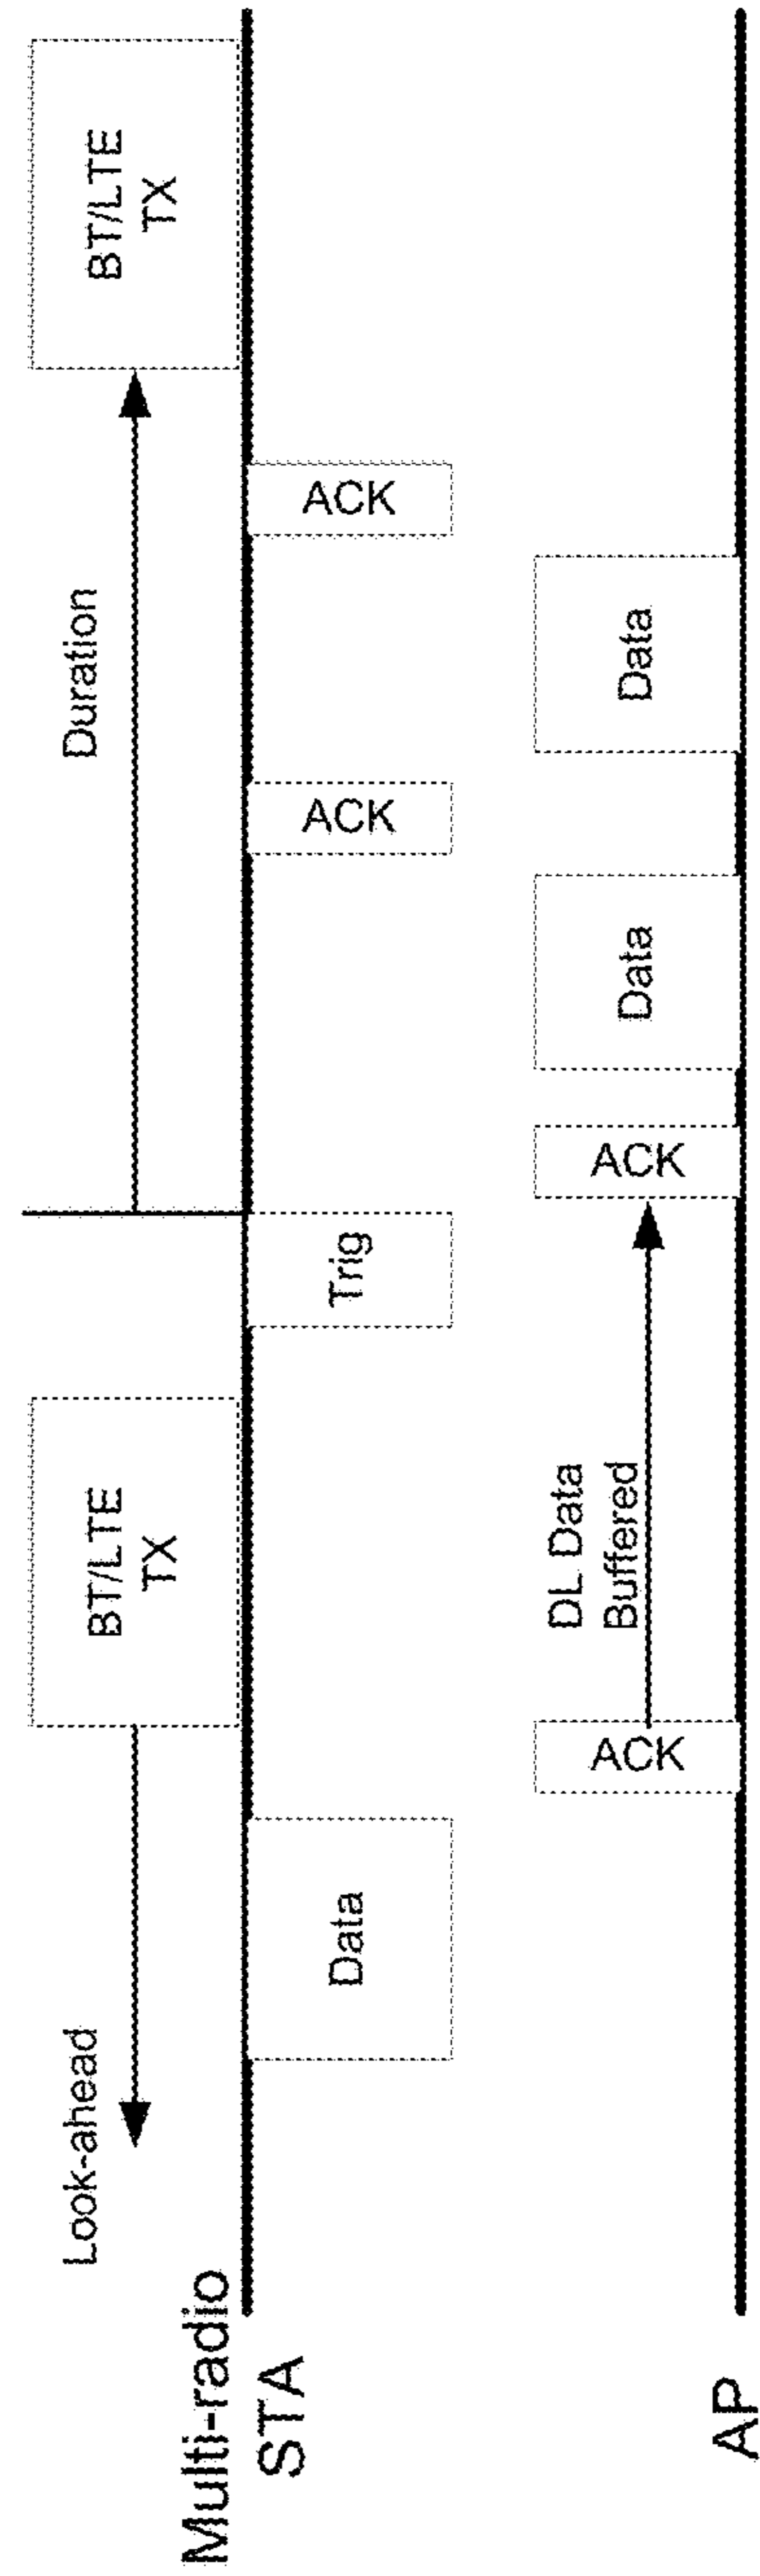 Look-ahead
BT/LTE
TX
Duration
BT/LTE
TX
Multi-radio
STA
Data
Trig
ACK
ACK
DL Data
Buffered
ACK
ACK
Data
Data
AP